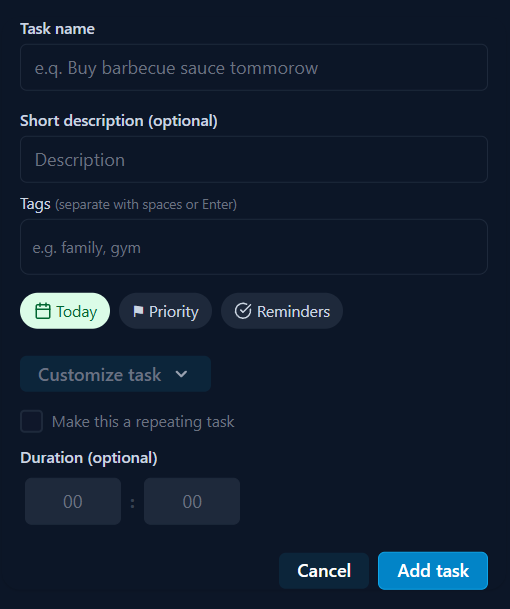 Task name
e.q. Buy barbecue sauce tommorow
Short description (optional)
Description
Tags (separate with spaces or Enter)
e.g. family, gym
Today Priority Reminders
Customize task
Make this a repeating task
Duration (optional)
00 : 00
Cancel Add task